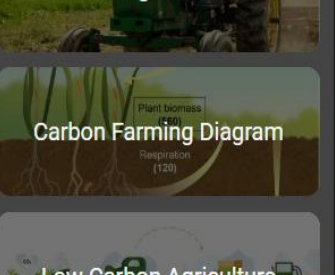 Plant biomass
(560)
Carbon Farming Diagram
Respiration
(120)
Low Carbon Agriculture